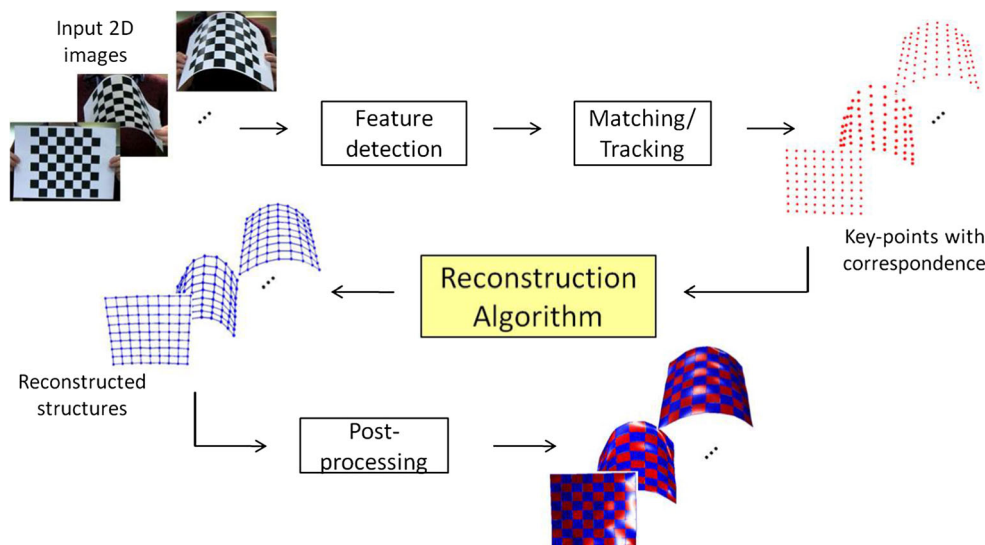 Input 2D
images
Feature
detection
Matching/
Tracking
Key-points with
correspondence
Reconstruction
Algorithm
Reconstructed
structures
Post-
processing